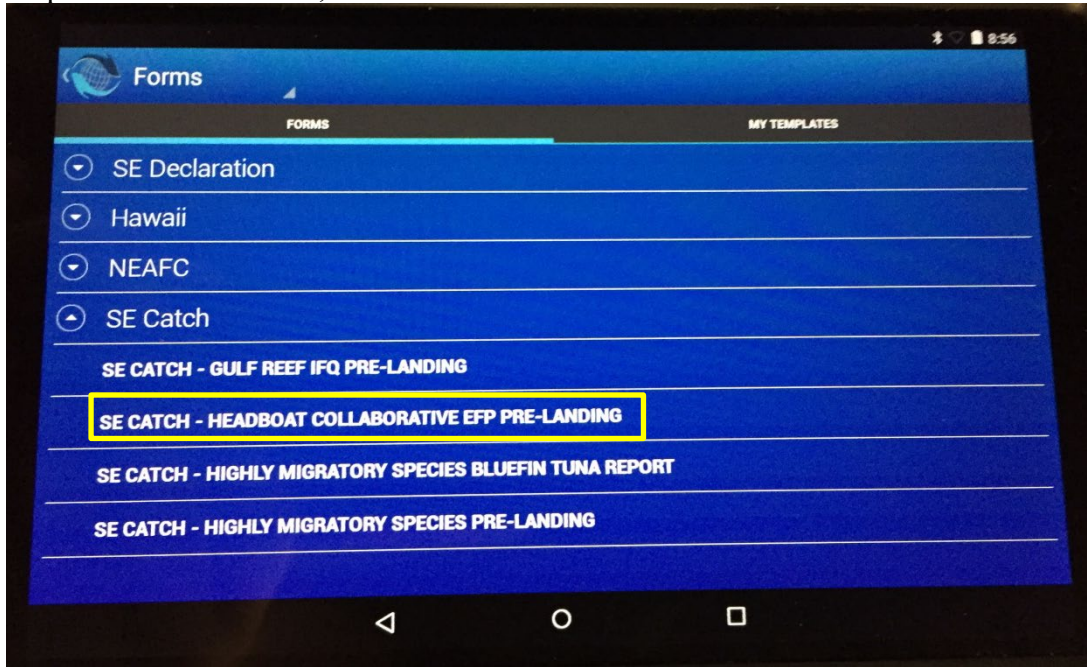 8:56
Forms
FORMS
MY TEMPLATES
SE Declaration
Hawaii
NEAFC
SE Catch
SE CATCH - GULF REEF IFQ PRE-LANDING
SE CATCH - HEADBOAT COLLABORATIVE EFP PRE-LANDING
SE CATCH - HIGHLY MIGRATORY SPECIES BLUEFIN TUNA REPORT
SE CATCH - HIGHLY MIGRATORY SPECIES PRE-LANDING